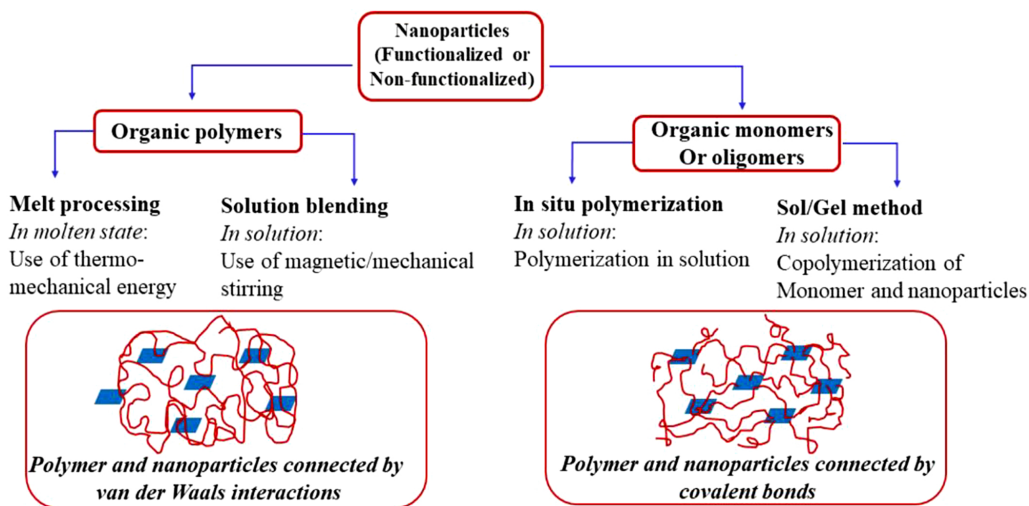 Nanoparticles
(Functionalized or
Non-functionalized)
Organic polymers
Organic monomers
Or oligomers
Melt processing
In molten state:
Use of thermo-
mechanical energy
Solution blending
In solution:
Use of magnetic/mechanical
stirring
In situ polymerization
In solution:
Polymerization in solution
Sol/Gel method
In solution:
Copolymerization of
Monomer and nanoparticles
Polymer and nanoparticles connected by
van der Waals interactions
Polymer and nanoparticles connected by
covalent bonds